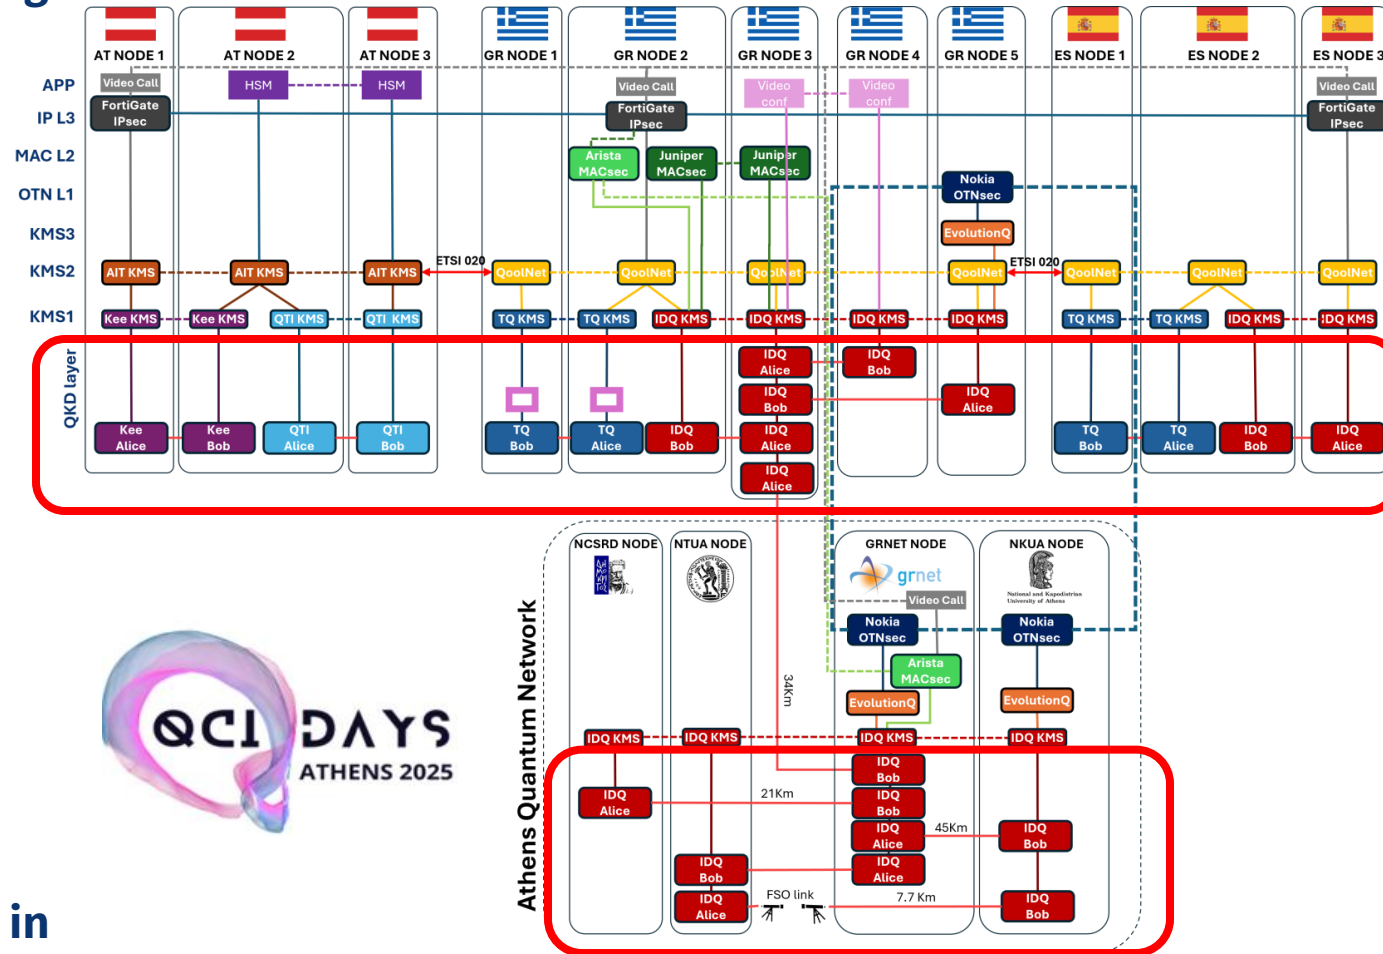 g
AT NODE 1
AT NODE 2
AT NODE 3
GR NODE 1
GR NODE 2
GR NODE 3
GR NODE 4
GR NODE 5
ES NODE 1
ES NODE 2
ES NODE 3
APP
Video Call
HSM
HSM
Video Call
Video
conf
Video
conf
Video Call
IP L3
FortiGate
IPsec
FortiGate
IPsec
FortiGate
IPsec
MAC L2
Arista
MACsec
Juniper
MACsec
Juniper
MACsec
OTN L1
Nokia
OTNsec
KMS3
EvolutionQ
KMS2
AIT KMS
AIT KMS
AIT KMS
ETSI 020
QoolNet
QoolNet
QoolNet
QoolNet
ETSI 020
QoolNet
QoolNet
QoolNet
KMS1
Kee KMS
Kee KMS
QTI KMS
QTI KMS
TQ KMS
TQ KMS
IDQ KMS
IDQ KMS
IDQ KMS
IDQ KMS
TQ KMS
TQ KMS
IDQ KMS
IDQ KMS
QKD layer
IDQ
Alice
IDQ
Bob
IDQ
Bob
IDQ
Alice
Kee
Alice
Kee
Bob
QTI
Alice
QTI
Bob
TQ
Bob
TQ
Alice
IDQ
Bob
IDQ
Alice
TQ
Bob
TQ
Alice
IDQ
Bob
IDQ
Alice
IDQ
Alice
Athens Quantum Network
NCSRD NODE
NTUA NODE
GRNET NODE
NKUA NODE
grnet
National and Kapodistrian
University of Athens
Video Call
Nokia
OTNsec
Nokia
OTNsec
Arista
MACsec
34Km
EvolutionQ
EvolutionQ
IDQ KMS
IDQ KMS
IDQ KMS
IDQ KMS
IDQ
Bob
IDQ
Alice
21Km
IDQ
Bob
IDQ
Alice
45Km
IDQ
Bob
IDQ
Bob
IDQ
Alice
IDQ
Alice
FSO link
7.7 Km
IDQ
Bob
QCI DAYS
ATHENS 2025
in